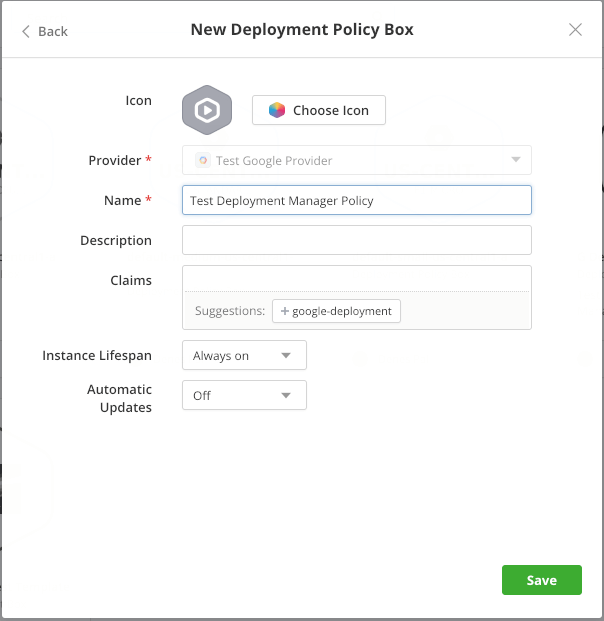 Back
New Deployment Policy Box
Icon
Choose Icon
Provider *
Test Google Provider
Name *
Test Deployment Manager Policy
Description
Claims
Suggestions: + google-deployment
Instance Lifespan
Always on
Automatic
Updates
Off
Save